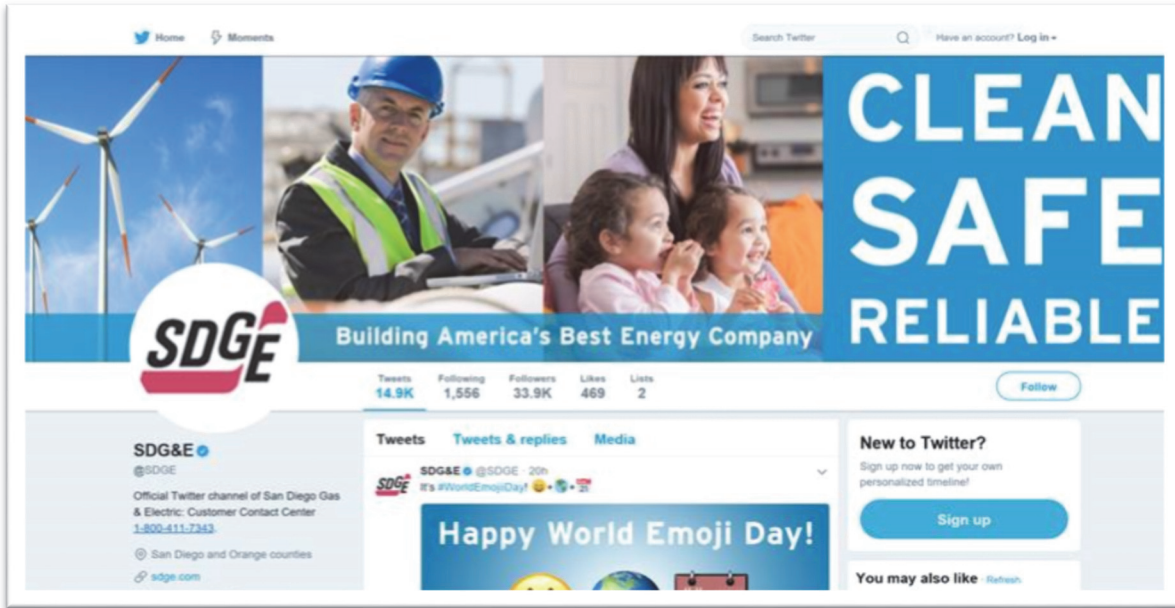 Home Moments Search Twitter Have an account? Log in
CLEAN
SAFE
RELIABLE
Building America's Best Energy Company
SDGE
Tweets Following Followers Likes Lists
14.9K 1,556 33.9K 469 2
Follow
SDG&E
@SDGE
Official Twitter channel of San Diego Gas
& Electric: Customer Contact Center
1-800-411-7343.
San Diego and Orange counties
sdge.com
Tweets Tweets & replies Media
SDGE
SDG&E @SDGE · 20h
It's #WorldEmojiDay! 😀+🌎+📅
Happy World Emoji Day!
New to Twitter?
Sign up now to get your own
personalized timeline!
Sign up
You may also like · Refresh